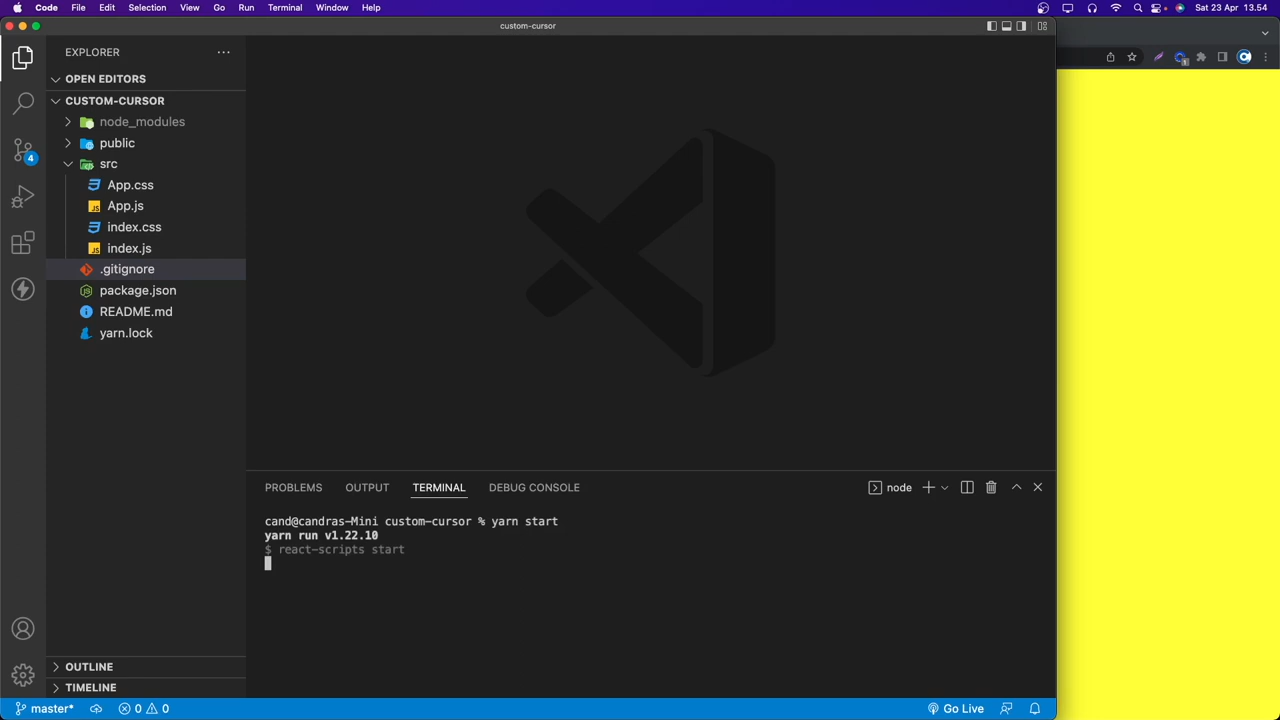 Code File Edit Selection View Go Run Terminal Window Help Sat 23 Apr 13.54
custom-cursor
EXPLORER
OPEN EDITORS
CUSTOM-CURSOR
node_modules
public
src
App.css
App.js
index.css
index.js
.gitignore
package.json
README.md
yarn.lock
OUTLINE
TIMELINE
4
PROBLEMS OUTPUT TERMINAL DEBUG CONSOLE node
cand@candras-Mini custom-cursor % yarn start
yarn run v1.22.10
$ react-scripts start
master* 0 0 Go Live